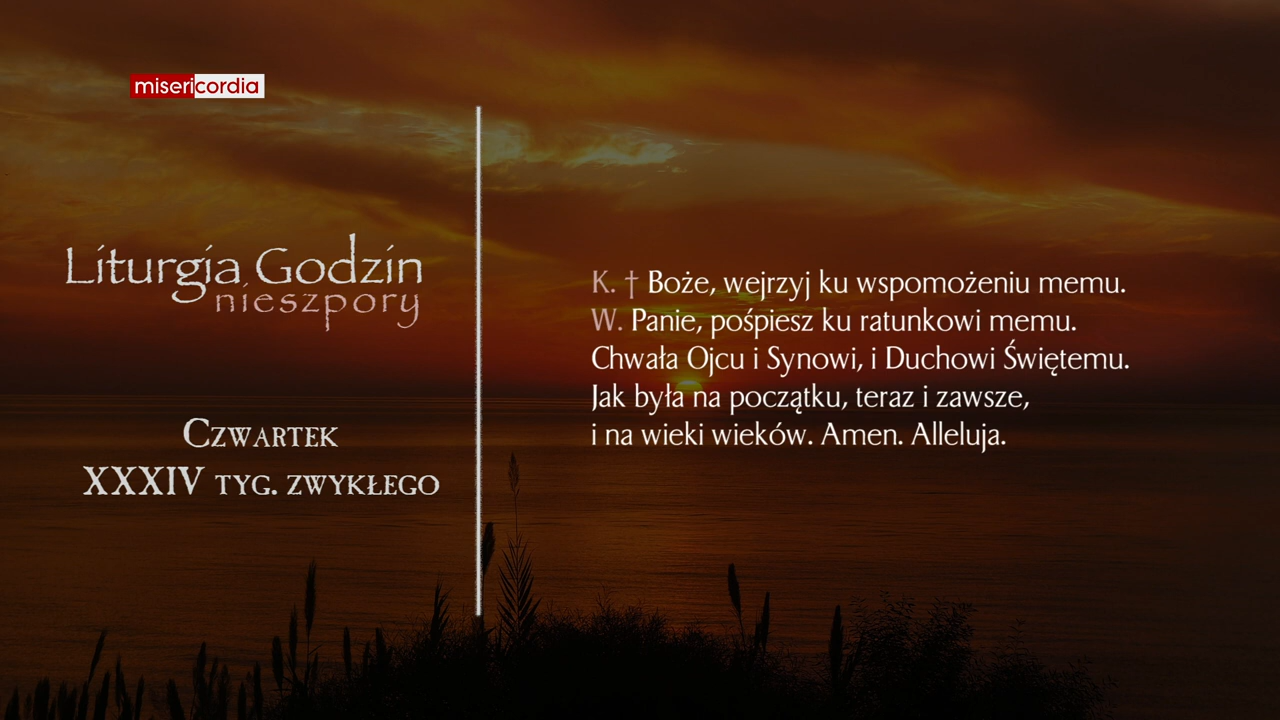 misericordia
Liturgia Godzin
nieszpory
Czwartek
XXXIV tyg. zwykłego
K. † Boże, wejrzyj ku wspomożeniu memu.
W. Panie, pośpiesz ku ratunkowi memu.
Chwała Ojcu i Synowi, i Duchowi Świętemu.
Jak była na początku, teraz i zawsze,
i na wieki wieków. Amen. Alleluja.